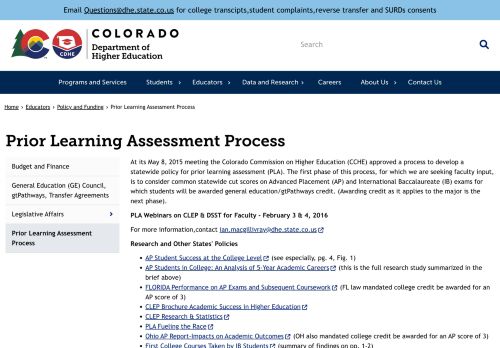 Email Questions@dhe.state.co.us for college transcipts,student complaints,reverse transfer and SURDs consents
COLORADO
Department of
Higher Education
CO
CDHE
Search
Programs and Services
Students
Educators
Data and Research
Careers
About Us
Contact Us
Home › Educators › Policy and Funding › Prior Learning Assessment Process
Prior Learning Assessment Process
Budget and Finance
General Education (GE) Council,
gtPathways, Transfer Agreements
Legislative Affairs
Prior Learning Assessment
Process
At its May 8, 2015 meeting the Colorado Commission on Higher Education (CCHE) approved a process to develop a
statewide policy for prior learning assessment (PLA). The first phase of this process, for which we are seeking faculty input,
is to consider common statewide cut scores on Advanced Placement (AP) and International Baccalaureate (IB) exams for
which students will be awarded general education/gtPathways credit. (Awarding credit as it applies to the major is the
next phase).
PLA Webinars on CLEP & DSST for Faculty - February 3 & 4, 2016
For more information,contact ian.macgillivray@dhe.state.co.us
Research and Other States' Policies
• AP Student Success at the College Level (see especially, pg. 4, Fig. 1)
• AP Students in College: An Analysis of 5-Year Academic Careers (this is the full research study summarized in the
brief above)
• FLORIDA Performance on AP Exams and Subsequent Coursework (FL law mandated college credit be awarded for an
AP score of 3)
• CLEP Brochure Academic Success in Higher Education
• CLEP Research & Statistics
• PLA Fueling the Race
• Ohio AP Report-Impacts on Academic Outcomes (OH also mandated college credit be awarded for an AP score of 3)
• First College Courses Taken by IB Students (summary of findings on pp. 1-2)